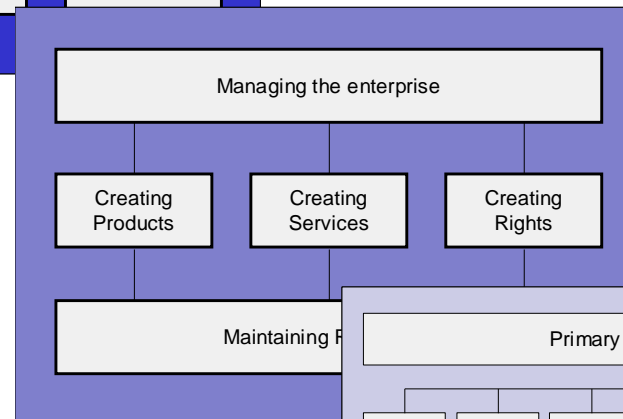 Managing the enterprise
Creating
Products
Creating
Services
Creating
Rights
Maintaining
Primary